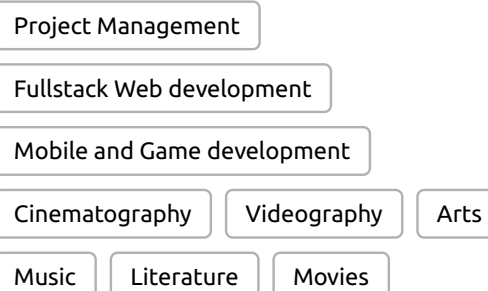 Project Management
Fullstack Web development
Mobile and Game development
Cinematography Videography Arts
Music Literature Movies